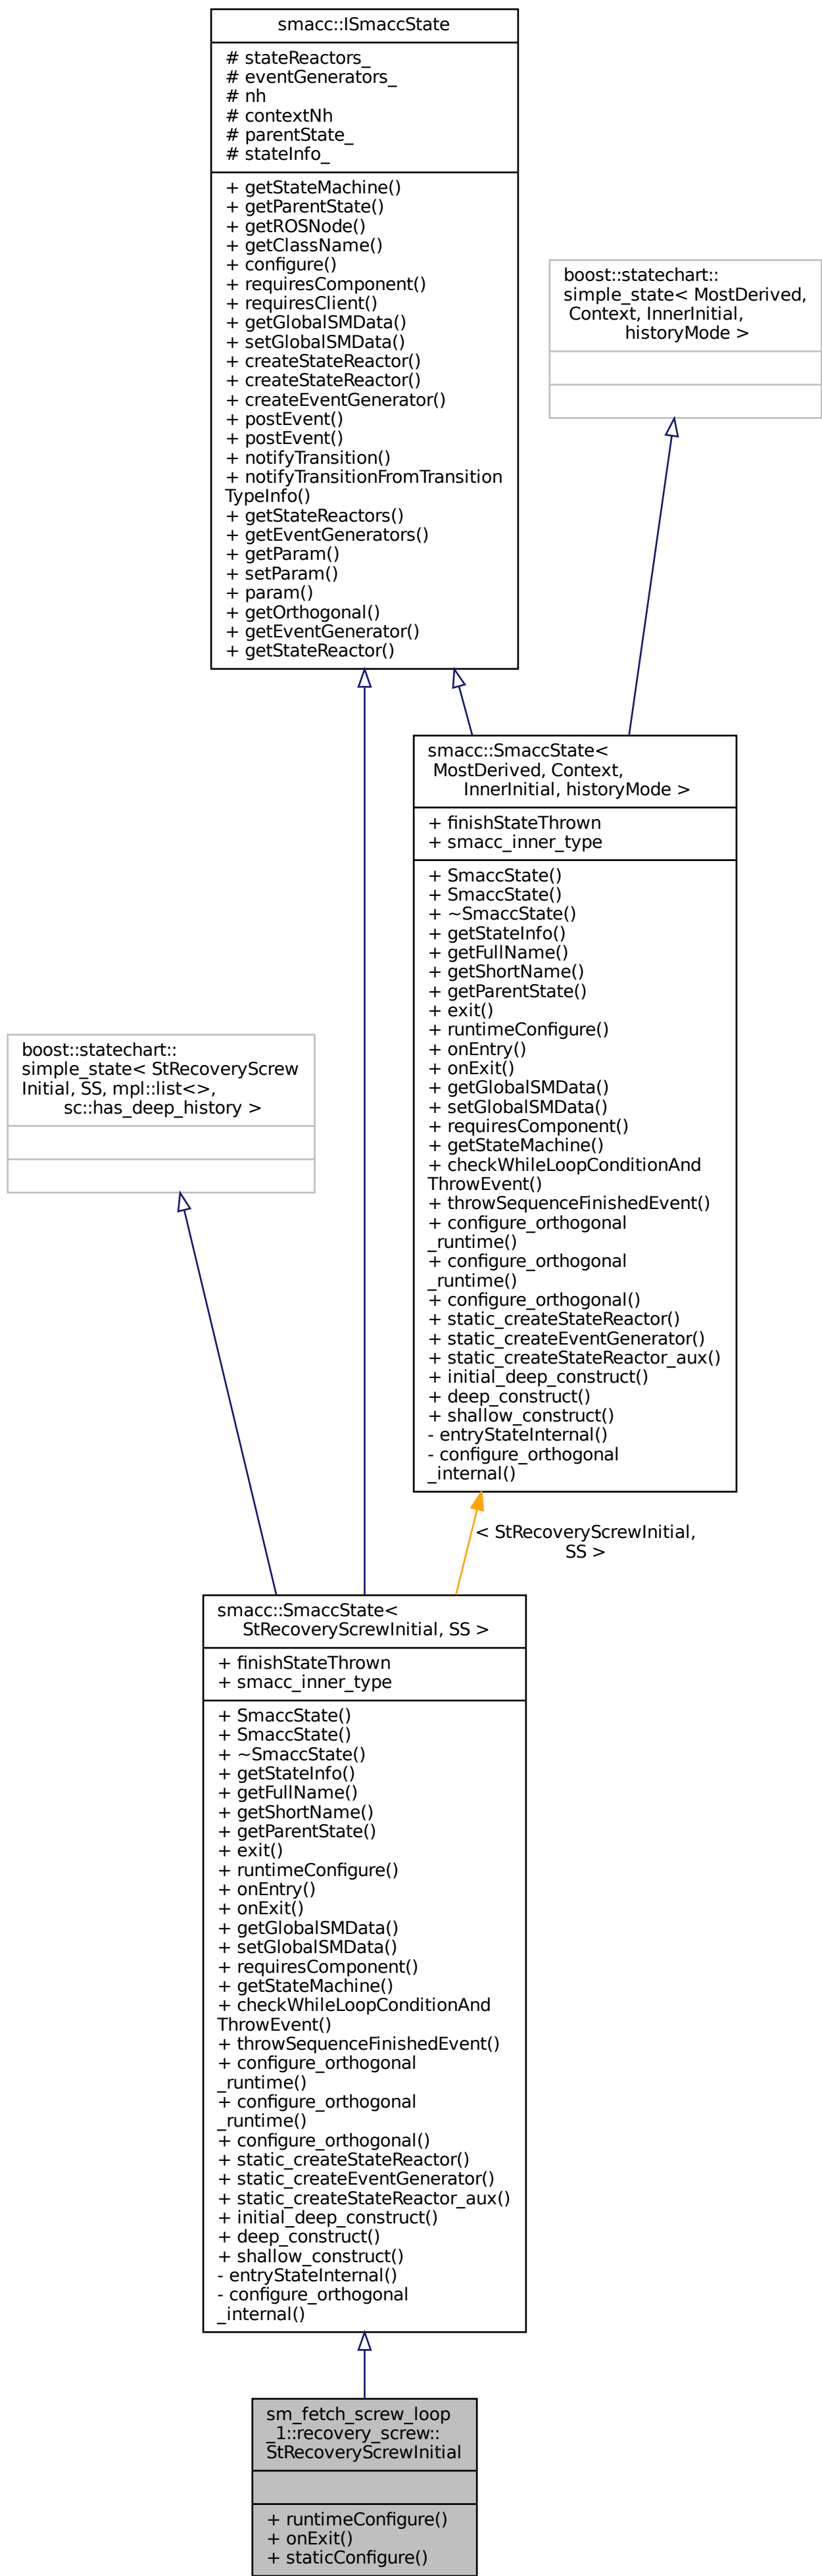 smacc::ISmaccState
# stateReactors_
# eventGenerators_
# nh
# contextNh
# parentState_
# stateInfo_
+ getStateMachine()
+ getParentState()
+ getROSNode()
+ getClassName()
+ configure()
+ requiresComponent()
+ requiresClient()
+ getGlobalSMData()
+ setGlobalSMData()
+ createStateReactor()
+ createStateReactor()
+ createEventGenerator()
+ postEvent()
+ postEvent()
+ notifyTransition()
+ notifyTransitionFromTransition
TypeInfo()
+ getStateReactors()
+ getEventGenerators()
+ getParam()
+ setParam()
+ param()
+ getOrthogonal()
+ getEventGenerator()
+ getStateReactor()
boost::statechart::
simple_state< MostDerived,
Context, InnerInitial,
historyMode >
smacc::SmaccState<
MostDerived, Context,
InnerInitial, historyMode >
+ finishStateThrown
+ smacc_inner_type
+ SmaccState()
+ SmaccState()
+ ~SmaccState()
+ getStateInfo()
+ getFullName()
+ getShortName()
+ getParentState()
+ exit()
+ runtimeConfigure()
+ onEntry()
+ onExit()
+ getGlobalSMData()
+ setGlobalSMData()
+ requiresComponent()
+ getStateMachine()
+ checkWhileLoopConditionAnd
ThrowEvent()
+ throwSequenceFinishedEvent()
+ configure_orthogonal
_runtime()
+ configure_orthogonal
_runtime()
+ configure_orthogonal()
+ static_createStateReactor()
+ static_createEventGenerator()
+ static_createStateReactor_aux()
+ initial_deep_construct()
+ deep_construct()
+ shallow_construct()
- entryStateInternal()
- configure_orthogonal
_internal()
boost::statechart::
simple_state< StRecoveryScrew
Initial, SS, mpl::list<>,
sc::has_deep_history >
< StRecoveryScrewInitial,
SS >
smacc::SmaccState<
StRecoveryScrewInitial, SS >
+ finishStateThrown
+ smacc_inner_type
+ SmaccState()
+ SmaccState()
+ ~SmaccState()
+ getStateInfo()
+ getFullName()
+ getShortName()
+ getParentState()
+ exit()
+ runtimeConfigure()
+ onEntry()
+ onExit()
+ getGlobalSMData()
+ setGlobalSMData()
+ requiresComponent()
+ getStateMachine()
+ checkWhileLoopConditionAnd
ThrowEvent()
+ throwSequenceFinishedEvent()
+ configure_orthogonal
_runtime()
+ configure_orthogonal
_runtime()
+ configure_orthogonal()
+ static_createStateReactor()
+ static_createEventGenerator()
+ static_createStateReactor_aux()
+ initial_deep_construct()
+ deep_construct()
+ shallow_construct()
- entryStateInternal()
- configure_orthogonal
_internal()
sm_fetch_screw_loop
_1::recovery_screw::
StRecoveryScrewInitial
+ runtimeConfigure()
+ onExit()
+ staticConfigure()